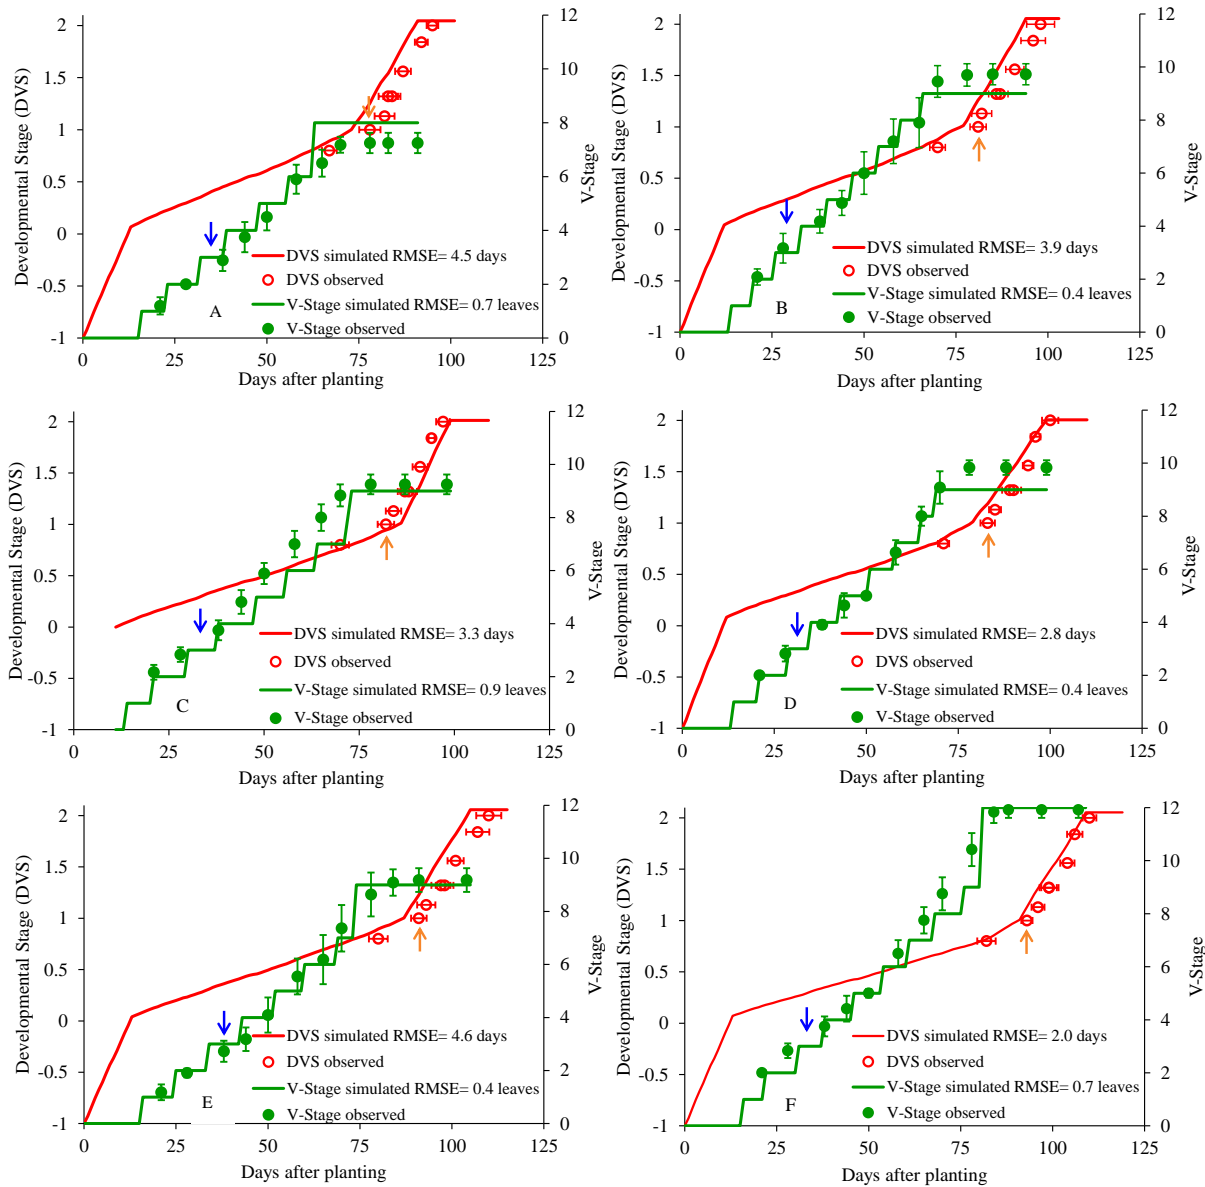 2
1.5
1
0.5
0
-0.5
-1
Developmental Stage (DVS)
12
10
8
6
4
2
0
V-Stage
DVS simulated RMSE= 4.5 days
DVS observed
V-Stage simulated RMSE= 0.7 leaves
V-Stage observed
A
0 25 50 75 100 125
Days after planting
2
1.5
1
0.5
0
-0.5
-1
Developmental Stage (DVS)
12
10
8
6
4
2
0
V-Stage
DVS simulated RMSE= 3.9 days
DVS observed
V-Stage simulated RMSE= 0.4 leaves
V-Stage observed
B
0 25 50 75 100 125
Days after planting
2
1.5
1
0.5
0
-0.5
-1
Developmental Stage (DVS)
12
10
8
6
4
2
0
V-Stage
DVS simulated RMSE= 3.3 days
DVS observed
V-Stage simulated RMSE= 0.9 leaves
V-Stage observed
C
0 25 50 75 100 125
Days after planting
2
1.5
1
0.5
0
-0.5
-1
Developmental Stage (DVS)
12
10
8
6
4
2
0
V-Stage
DVS simulated RMSE= 2.8 days
DVS observed
V-Stage simulated RMSE= 0.4 leaves
V-Stage observed
D
0 25 50 75 100 125
Days after planting
2
1.5
1
0.5
0
-0.5
-1
Developmental Stage (DVS)
12
10
8
6
4
2
0
V-Stage
DVS simulated RMSE= 4.6 days
DVS observed
V-Stage simulated RMSE= 0.4 leaves
V-Stage observed
E
0 25 50 75 100 125
Days after planting
2
1.5
1
0.5
0
-0.5
-1
Developmental Stage (DVS)
12
10
8
6
4
2
0
V-Stage
DVS simulated RMSE= 2.0 days
DVS observed
V-Stage simulated RMSE= 0.7 leaves
V-Stage observed
F
0 25 50 75 100 125
Days after planting